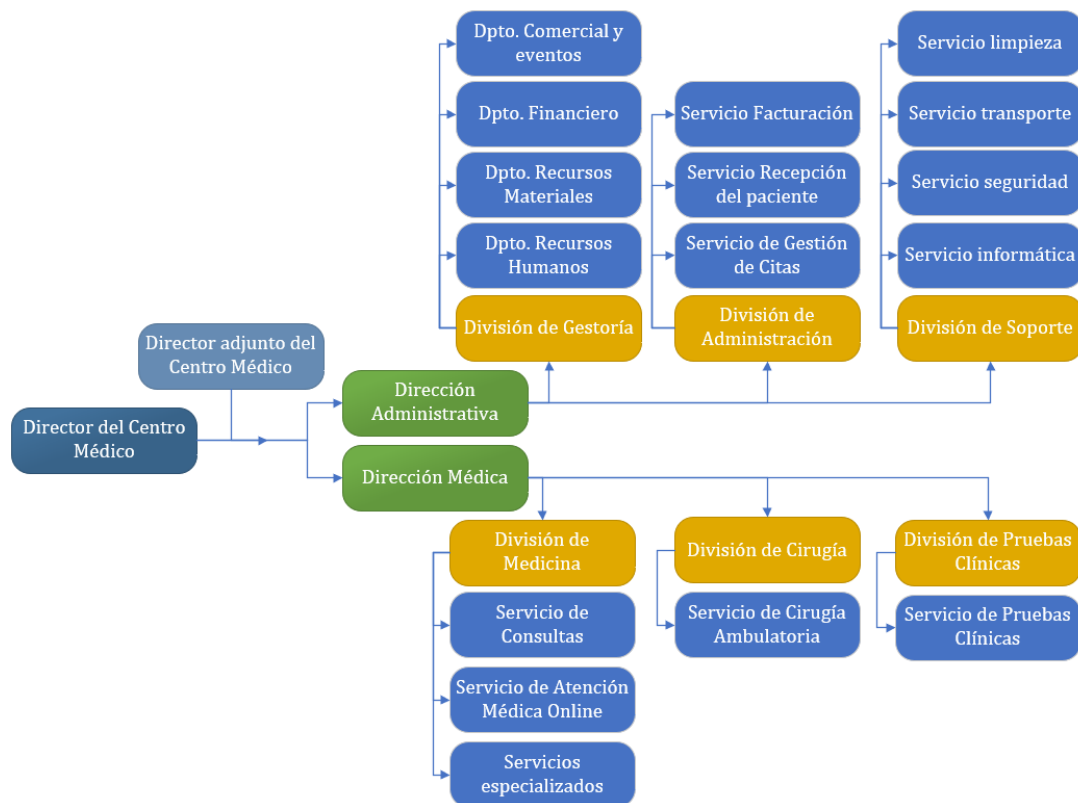 Dpto. Comercial y
eventos
Servicio limpieza
Dpto. Financiero
Servicio Facturación
Servicio transporte
Dpto. Recursos
Materiales
Servicio Recepción
del paciente
Servicio seguridad
Dpto. Recursos
Humanos
Servicio de Gestión
de Citas
Servicio informática
División de Gestoría
División de
Administración
División de Soporte
Director adjunto del
Centro Médico
Dirección
Administrativa
Director del Centro
Médico
Dirección Médica
División de
Medicina
División de Cirugía
División de Pruebas
Clínicas
Servicio de
Consultas
Servicio de Cirugía
Ambulatoria
Servicio de Pruebas
Clínicas
Servicio de Atención
Médica Online
Servicios
especializados